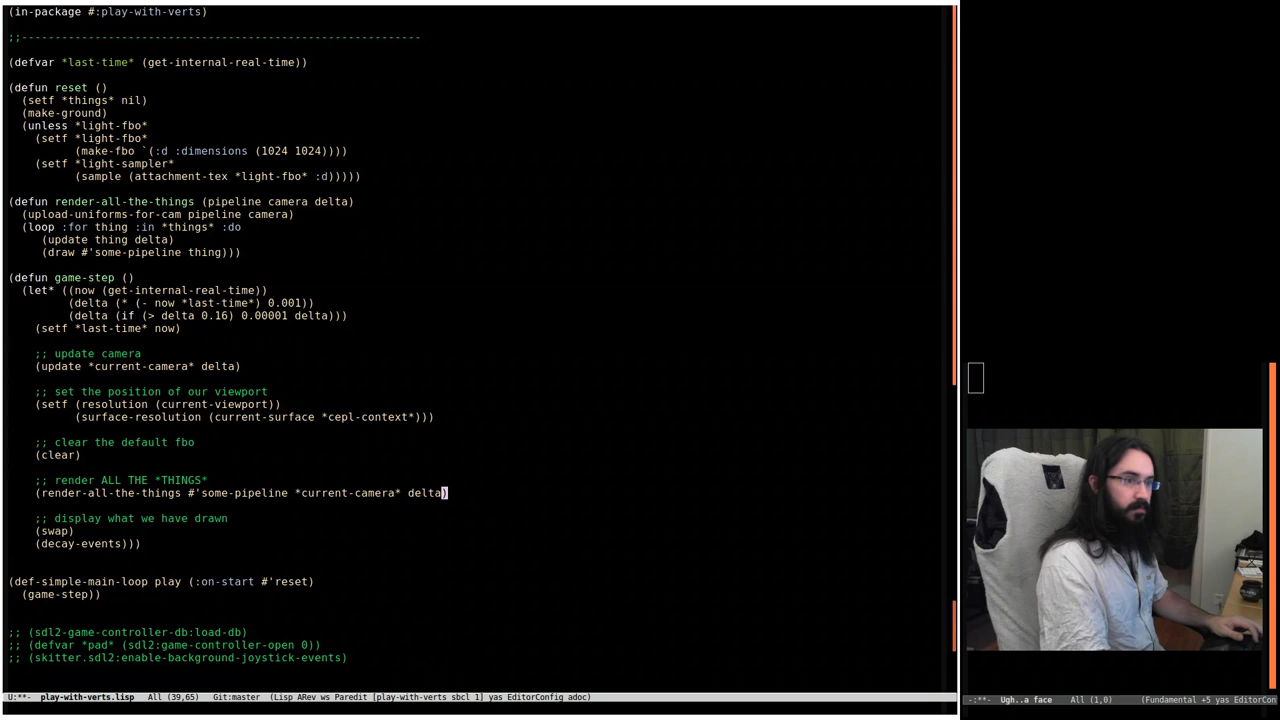 (in-package #:play-with-verts)
;;------------------------------------------------------------
(defvar *last-time* (get-internal-real-time))
(defun reset ()
  (setf *things* nil)
  (make-ground)
  (unless *light-fbo*
    (setf *light-fbo*
          (make-fbo `(:d :dimensions (1024 1024))))
    (setf *light-sampler*
          (sample (attachment-tex *light-fbo* :d)))))
(defun render-all-the-things (pipeline camera delta)
  (upload-uniforms-for-cam pipeline camera)
  (loop :for thing :in *things* :do
     (update thing delta)
     (draw #'some-pipeline thing)))
(defun game-step ()
  (let* ((now (get-internal-real-time))
         (delta (* (- now *last-time*) 0.001))
         (delta (if (> delta 0.16) 0.00001 delta)))
    (setf *last-time* now)
    ;; update camera
    (update *current-camera* delta)
    ;; set the position of our viewport
    (setf (resolution (current-viewport))
          (surface-resolution (current-surface *cepl-context*)))
    ;; clear the default fbo
    (clear)
    ;; render ALL THE *THINGS*
    (render-all-the-things #'some-pipeline *current-camera* delta)
    ;; display what we have drawn
    (swap)
    (decay-events)))
(def-simple-main-loop play (:on-start #'reset)
  (game-step))
;; (sdl2-game-controller-db:load-db)
;; (defvar *pad* (sdl2:game-controller-open 0))
;; (skitter.sdl2:enable-background-joystick-events)
U:**-  play-with-verts.lisp   All (39,65)   Git:master  (Lisp ARev ws Paredit [play-with-verts sbcl 1] yas EditorConfig adoc)
-:**-  Ugh..a face   All (1,0)      (Fundamental +5 yas EditorCon